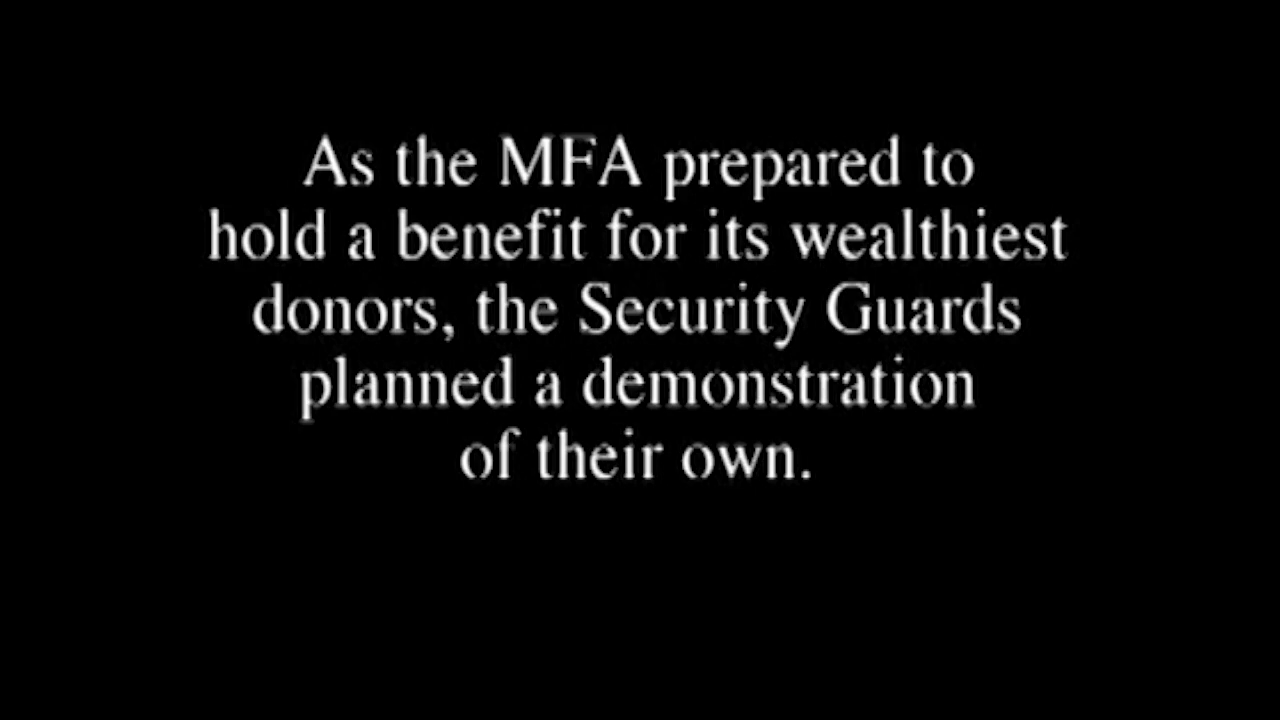 As the MFA prepared to
hold a benefit for its wealthiest
donors, the Security Guards
planned a demonstration
of their own.